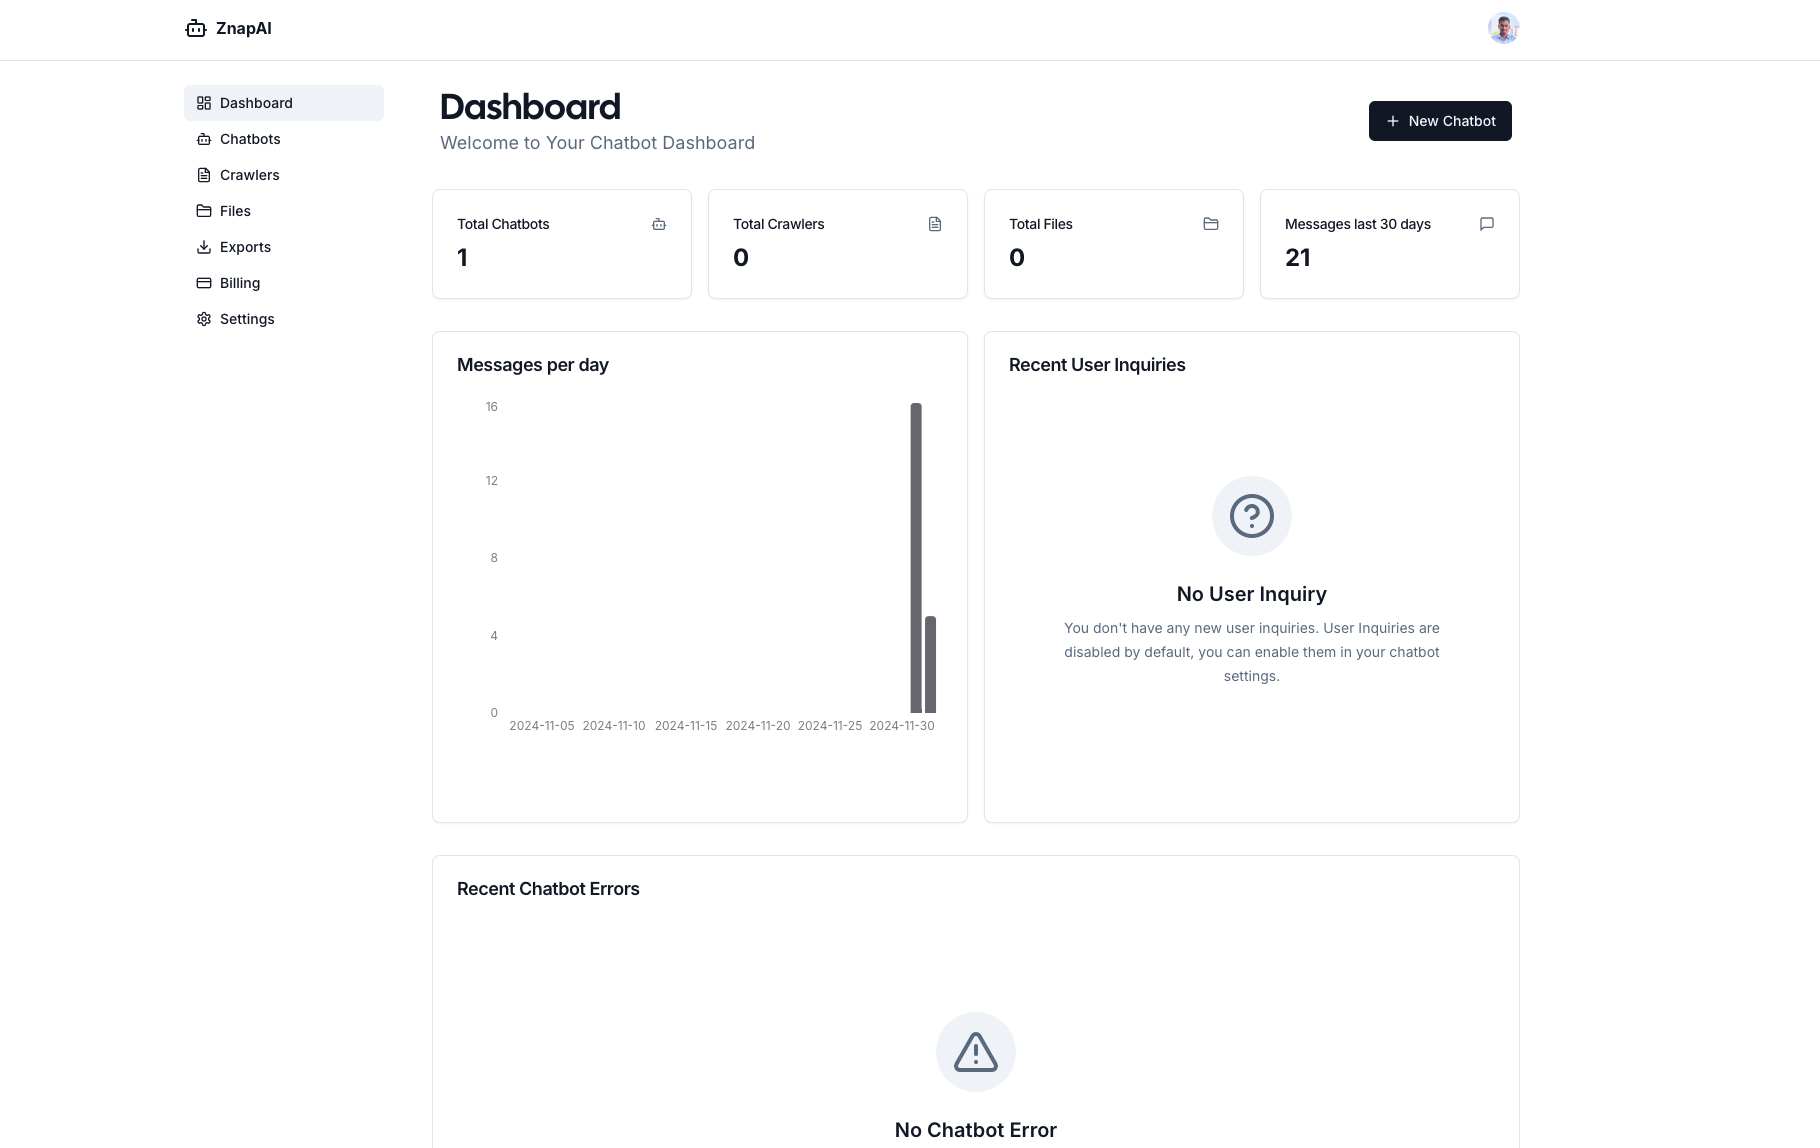 ZnapAI
Dashboard
Chatbots
Crawlers
Files
Exports
Billing
Settings
Dashboard
Welcome to Your Chatbot Dashboard
New Chatbot
Total Chatbots
1
Total Crawlers
0
Total Files
0
Messages last 30 days
21
Messages per day
16
12
8
4
0
2024-11-05 2024-11-10 2024-11-15 2024-11-20 2024-11-25 2024-11-30
Recent User Inquiries
No User Inquiry
You don't have any new user inquiries. User Inquiries are
disabled by default, you can enable them in your chatbot
settings.
Recent Chatbot Errors
No Chatbot Error